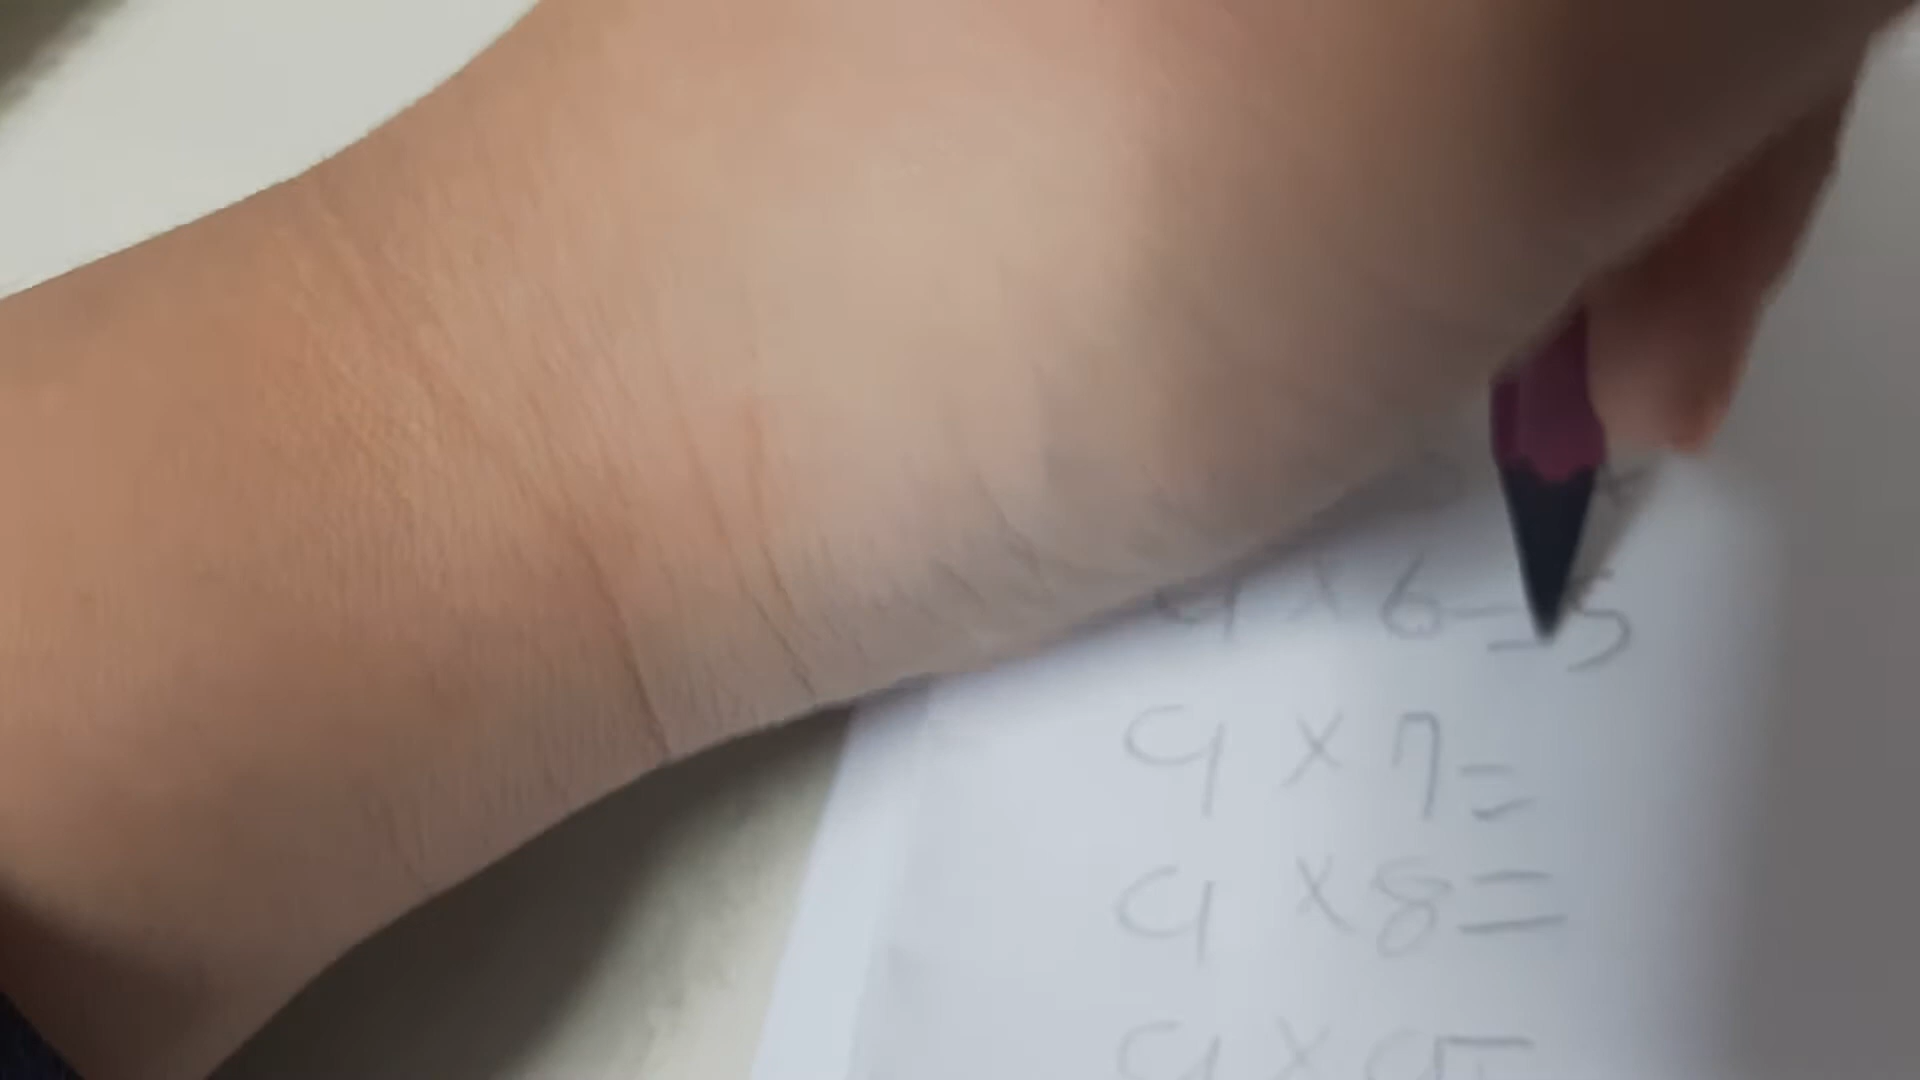 9 × 6 = 5
9 × 7 =
9 × 8 =
9 × 9 =